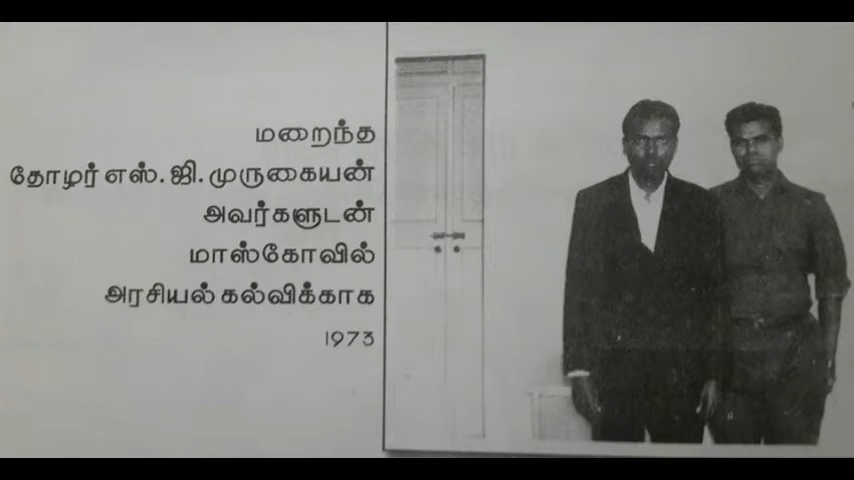 மறைந்த
தோழர் எஸ். ஜி. முருகையன்
அவர்களுடன்
மாஸ்கோவில்
அரசியல் கல்விக்காக
1973